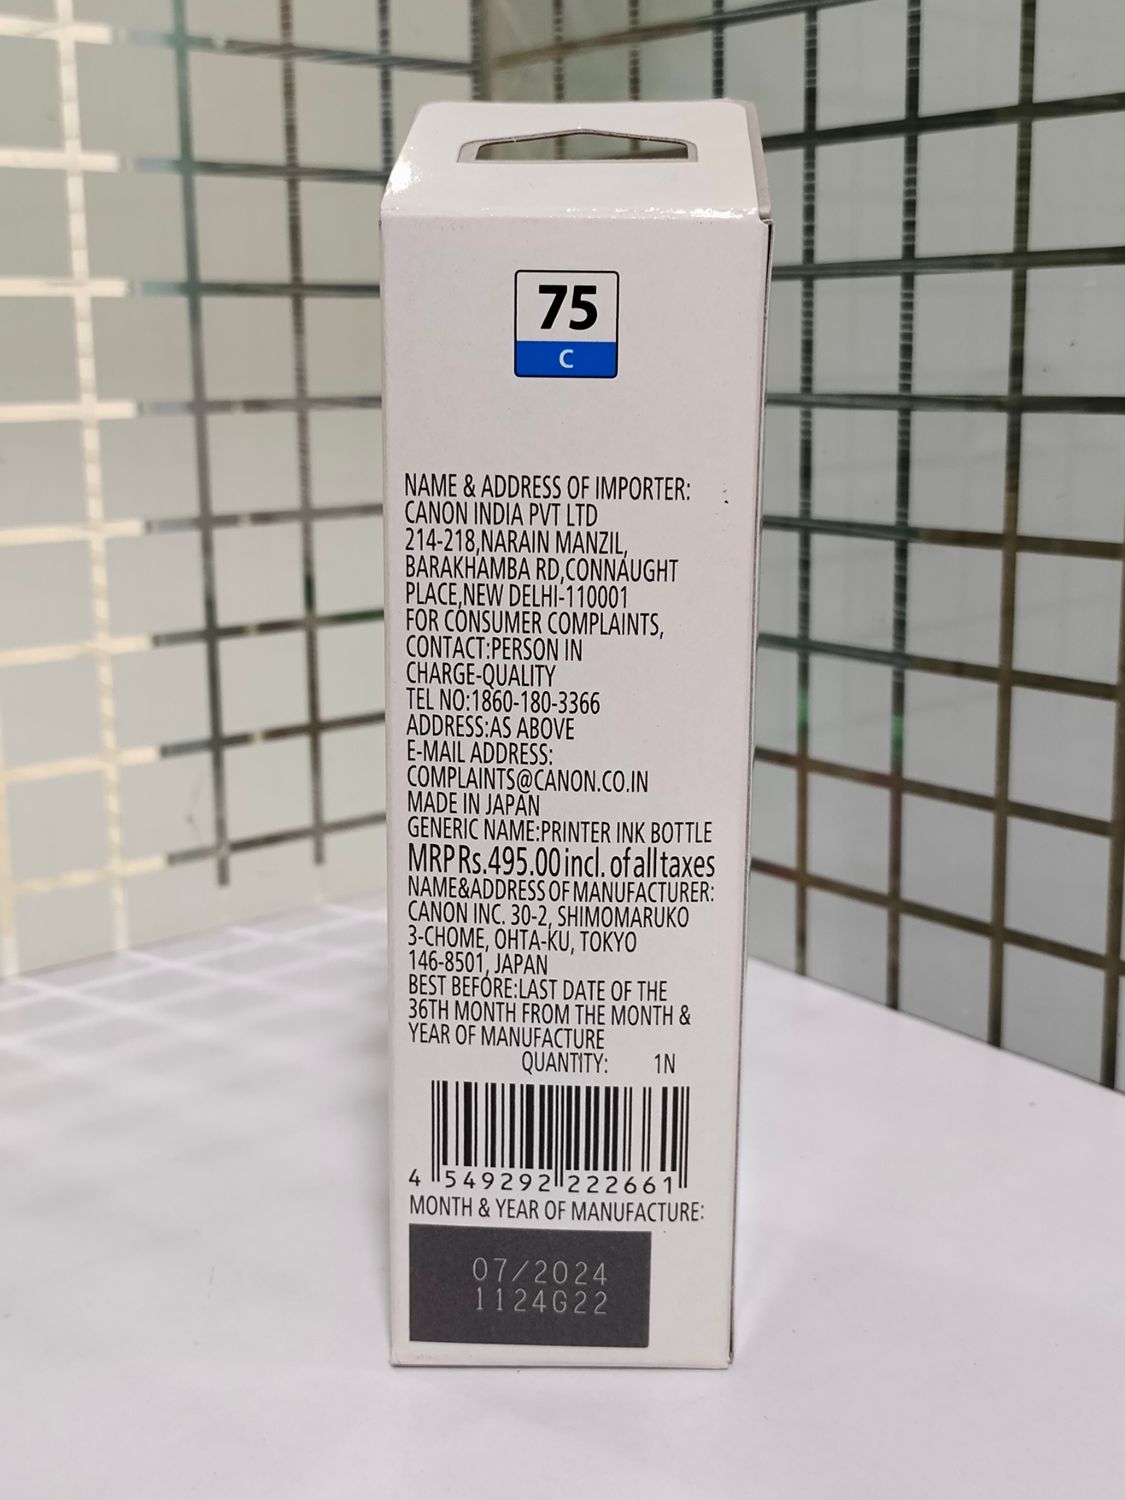 75
C
NAME & ADDRESS OF IMPORTER:
CANON INDIA PVT LTD
214-218,NARAIN MANZIL,
BARAKHAMBA RD,CONNAUGHT
PLACE,NEW DELHI-110001
FOR CONSUMER COMPLAINTS,
CONTACT:PERSON IN
CHARGE-QUALITY
TEL NO:1860-180-3366
ADDRESS:AS ABOVE
E-MAIL ADDRESS:
COMPLAINTS@CANON.CO.IN
MADE IN JAPAN
GENERIC NAME:PRINTER INK BOTTLE
MRPRs.495.00 incl. of all taxes
NAME&ADDRESS OF MANUFACTURER:
CANON INC. 30-2, SHIMOMARUKO
3-CHOME, OHTA-KU, TOKYO
146-8501, JAPAN
BEST BEFORE:LAST DATE OF THE
36TH MONTH FROM THE MONTH &
YEAR OF MANUFACTURE
QUANTITY: 1N
4 549292 222661
MONTH & YEAR OF MANUFACTURE:
07/2024
1124G22